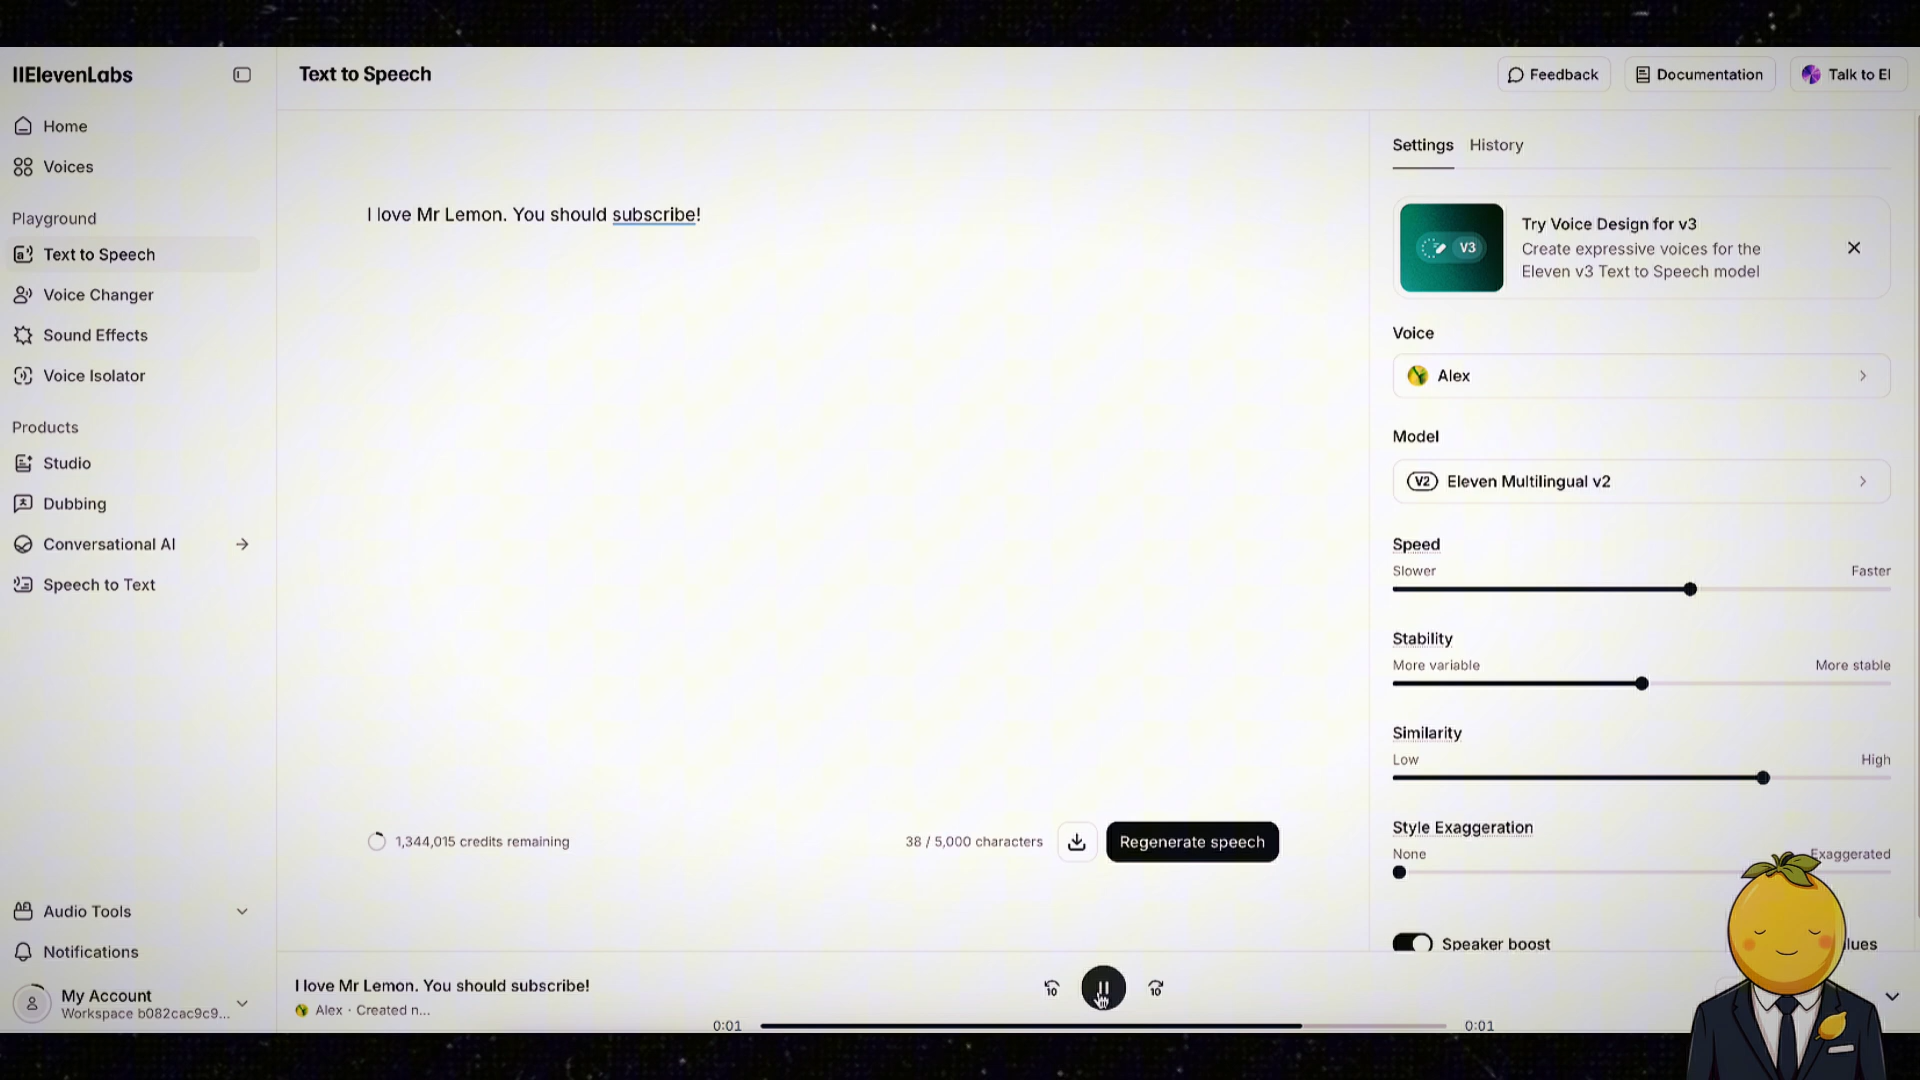 IIElevenLabs
Home
Voices
Playground
Text to Speech
Voice Changer
Sound Effects
Voice Isolator
Products
Studio
Dubbing
Conversational AI
Speech to Text
Audio Tools
Notifications
My Account
Workspace b082cac9c9...
Text to Speech
Feedback
Documentation
Talk to El
I love Mr Lemon. You should subscribe!
1,344,015 credits remaining
38 / 5,000 characters
Regenerate speech
Settings History
V3
Try Voice Design for v3
Create expressive voices for the
Eleven v3 Text to Speech model
Voice
Alex
Model
V2 Eleven Multilingual v2
Speed
Slower Faster
Stability
More variable More stable
Similarity
Low High
Style Exaggeration
None Exaggerated
Speaker boost
I love Mr Lemon. You should subscribe!
Alex · Created n...
10
10
0:01
0:01